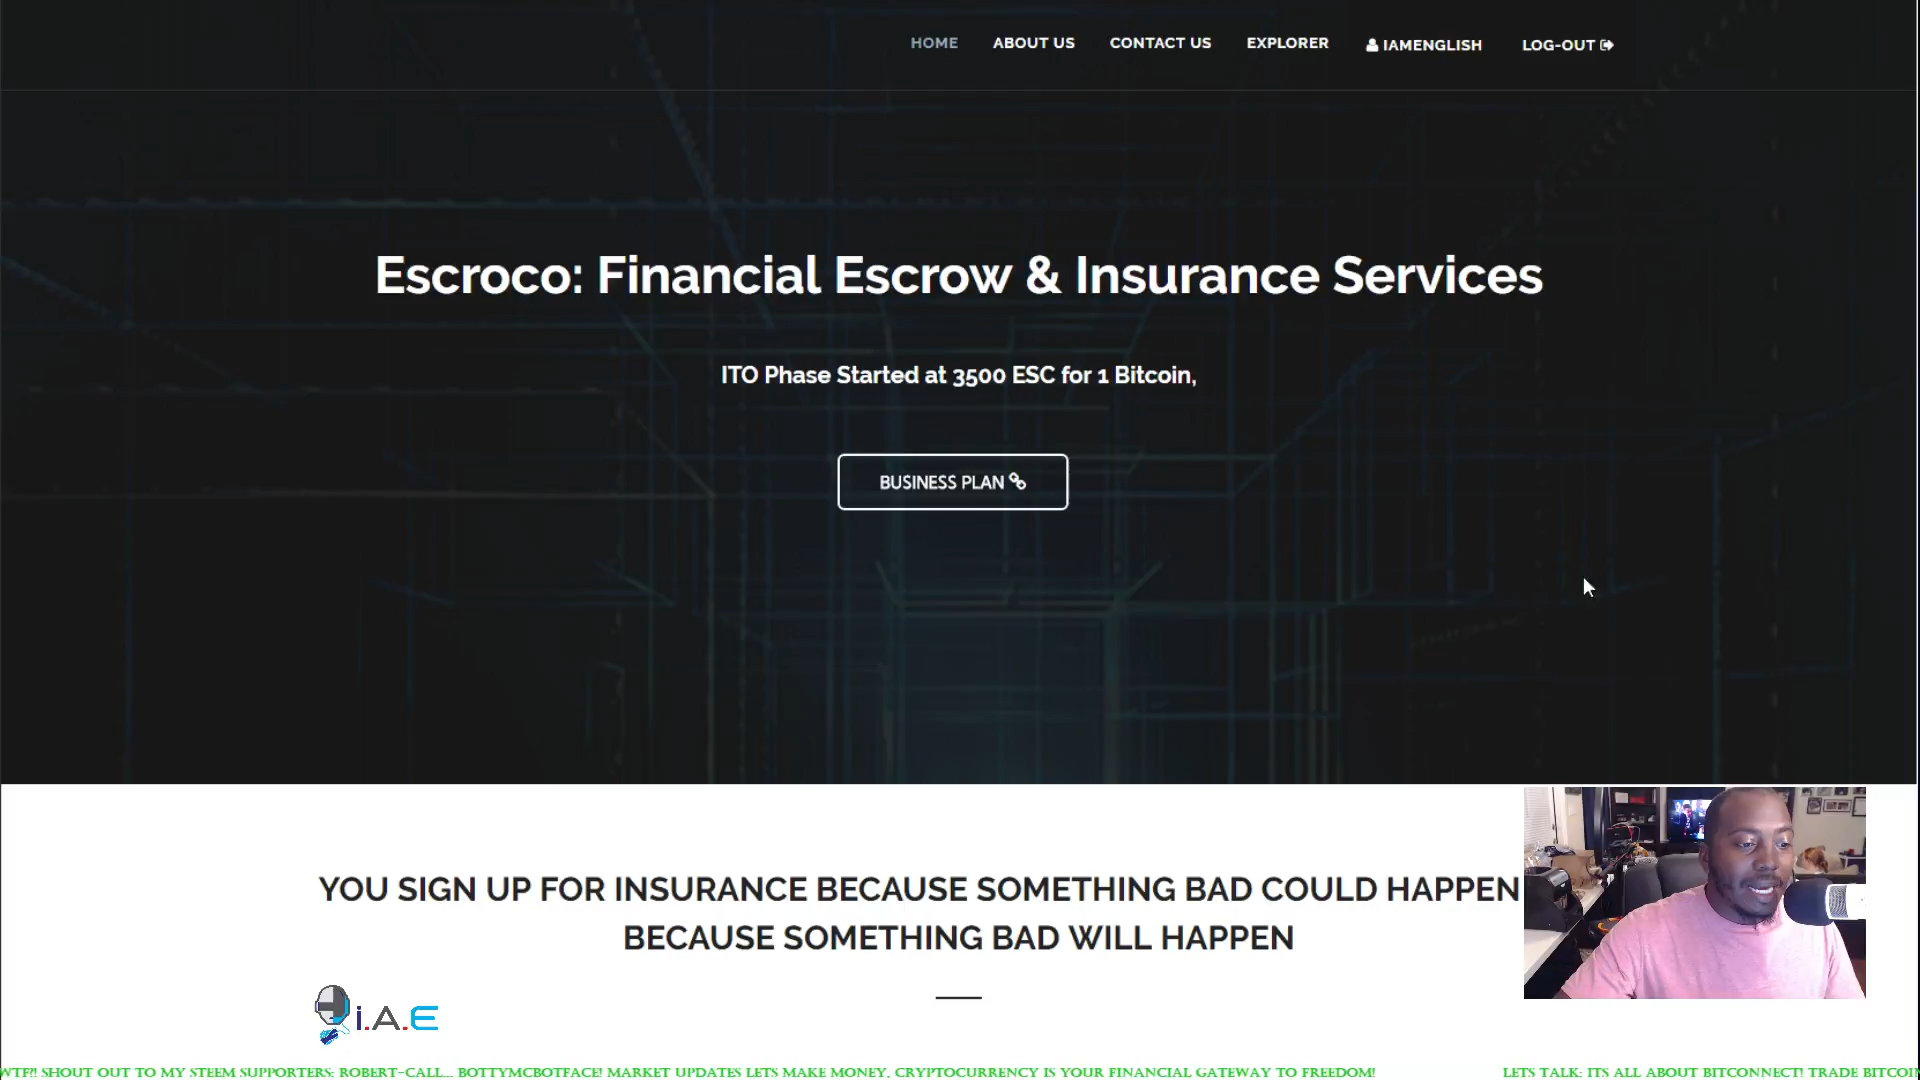 HOME ABOUT US CONTACT US EXPLORER IAMENGLISH LOG-OUT
Escroco: Financial Escrow & Insurance Services
ITO Phase Started at 3500 ESC for 1 Bitcoin,
BUSINESS PLAN
YOU SIGN UP FOR INSURANCE BECAUSE SOMETHING BAD COULD HAPPEN
BECAUSE SOMETHING BAD WILL HAPPEN
i.A.E
WTF?! SHOUT OUT TO MY STEEM SUPPORTERS: ROBERT-CALL... BOTTYMCBOTFACE! MARKET UPDATES LETS MAKE MONEY, CRYPTOCURRENCY IS YOUR FINANCIAL GATEWAY TO FREEDOM! LETS TALK: ITS ALL ABOUT BITCONNECT! TRADE BITCOIN